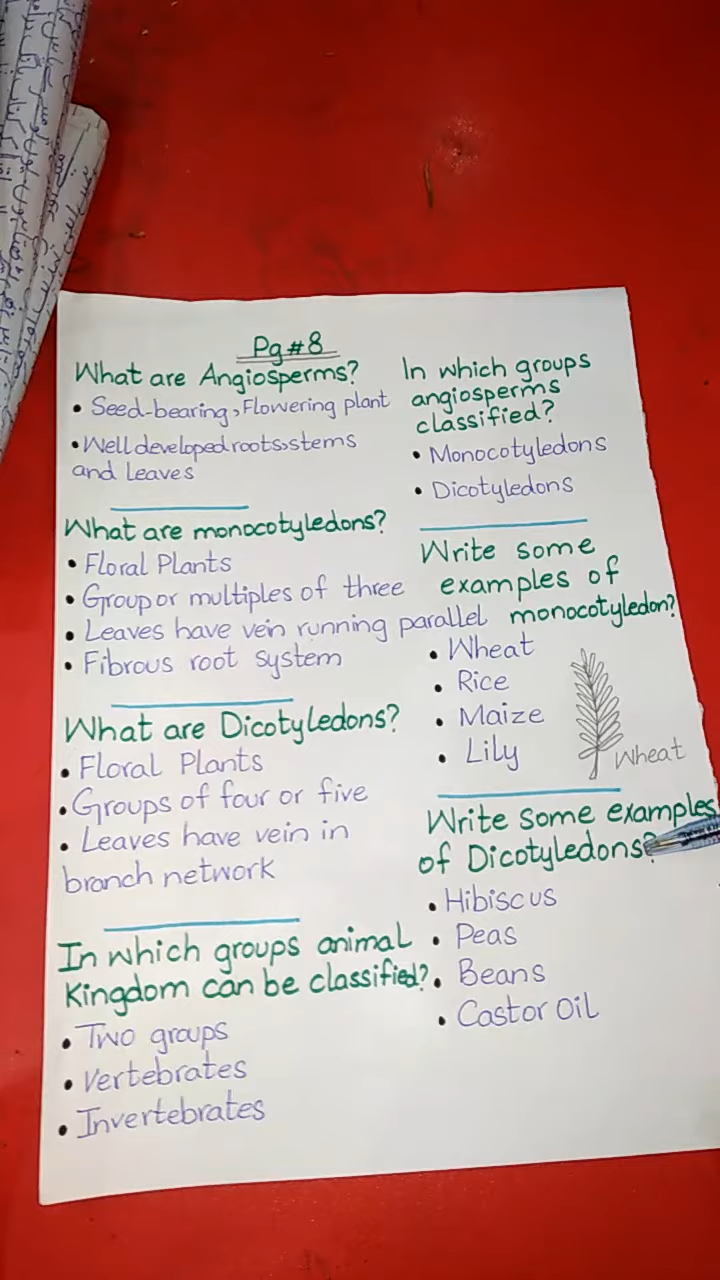 Pg#8
What are Angiosperms?
• Seed-bearing, Flowering plant
• Well developed roots, stems
and leaves
In which groups
angiosperms
classified?
• Monocotyledons
• Dicotyledons
What are monocotyledons?
• Floral Plants
• Group or multiples of three
• Leaves have vein running parallel
• Fibrous root system
Write some
examples of
monocotyledon?
• Wheat
• Rice
• Maize
• Lily
Wheat
What are Dicotyledons?
• Floral Plants
• Groups of four or five
• Leaves have vein in
branch network
Write some examples
of Dicotyledons?
• Hibiscus
• Peas
• Beans
• Castor Oil
In which groups animal
Kingdom can be classified?
• Two groups
• Vertebrates
• Invertebrates